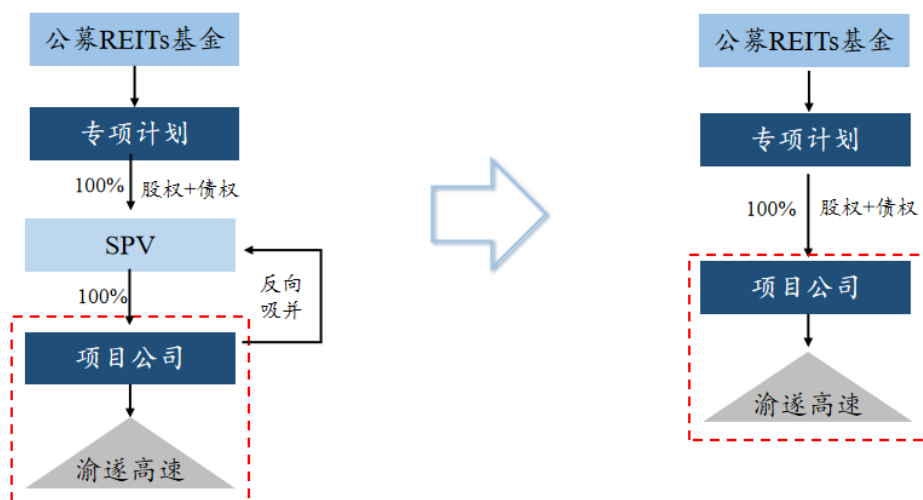 公募REITs基金
专项计划
100%
股权+债权
SPV
100%
反向
吸并
项目公司
渝遂高速
公募REITs基金
专项计划
100%
股权+债权
项目公司
渝遂高速